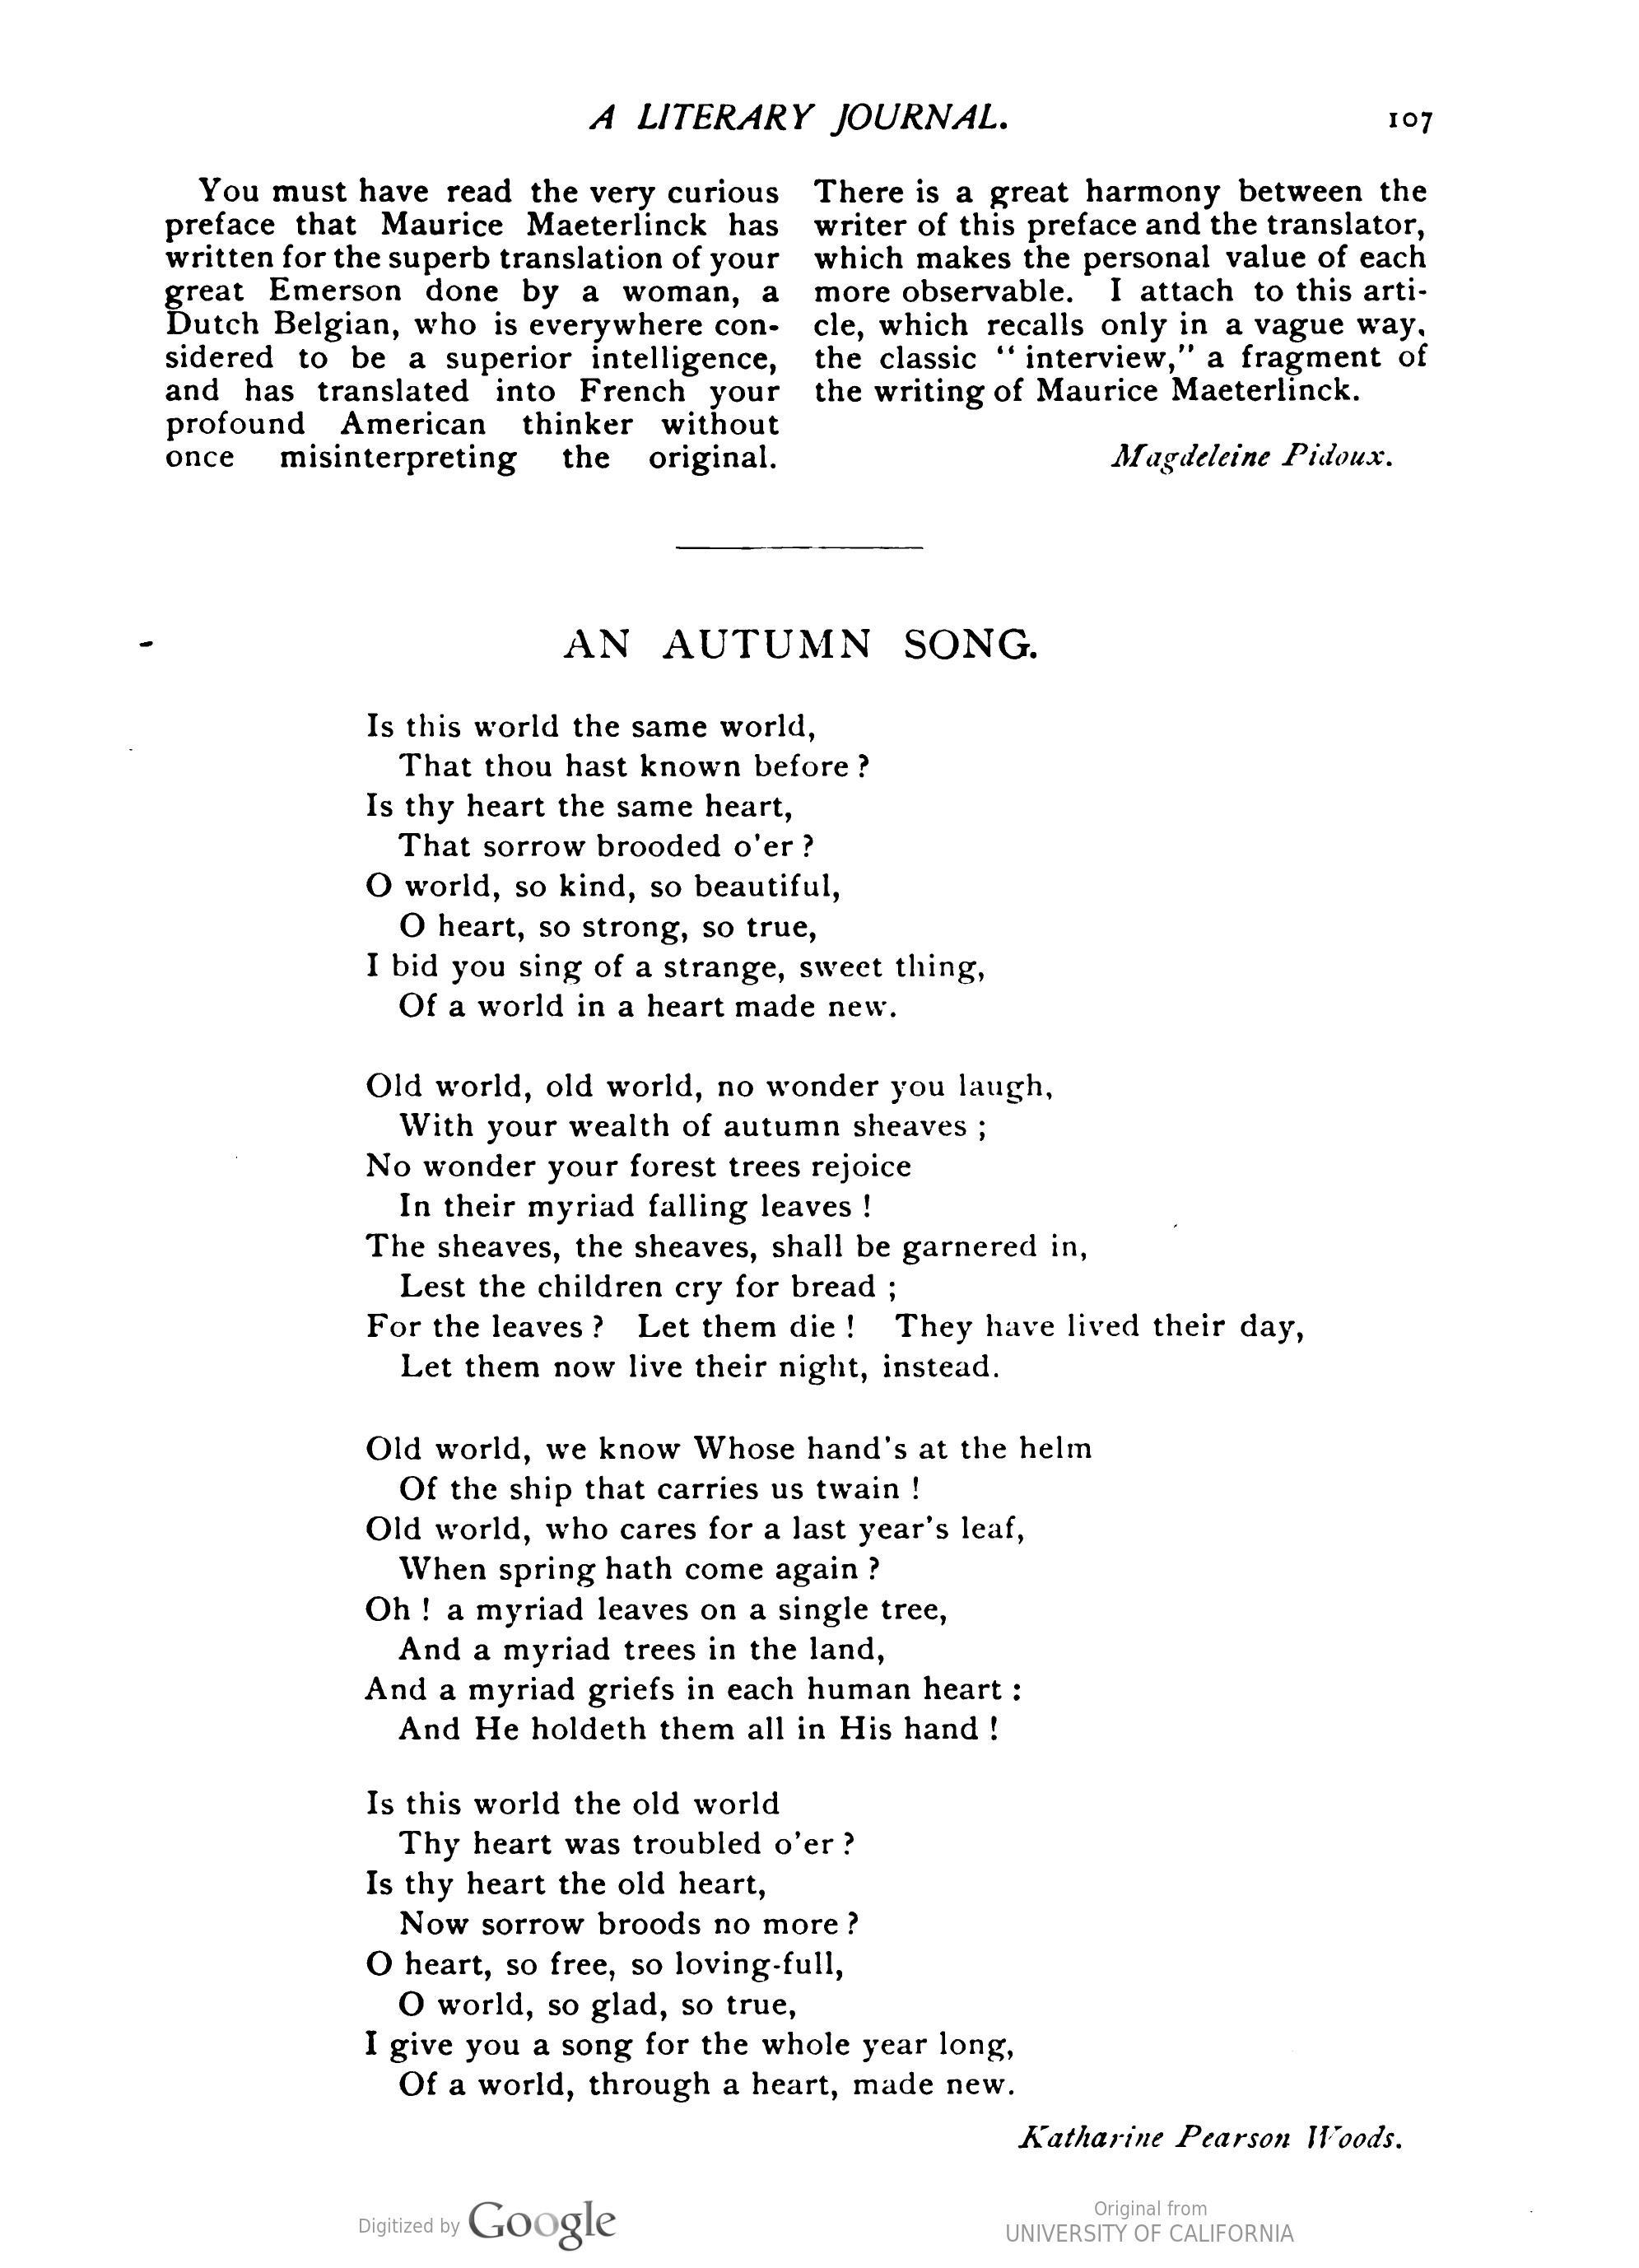 A LITERARY JOURNAL.
107
You must have read the very curious
preface that Maurice Maeterlinck has
written for the superb translation of your
great Emerson done by a woman, a
Dutch Belgian, who is everywhere con-
sidered to be a superior intelligence,
and has translated into French your
profound American thinker without
once misinterpreting the original.
There is a great harmony between the
writer of this preface and the translator,
which makes the personal value of each
more observable. I attach to this arti-
cle, which recalls only in a vague way,
the classic "interview," a fragment of
the writing of Maurice Maeterlinck.
Magdeleine Pidoux.
AN AUTUMN SONG.
Is this world the same world,
That thou hast known before?
Is thy heart the same heart,
That sorrow brooded o'er?
O world, so kind, so beautiful,
O heart, so strong, so true,
I bid you sing of a strange, sweet thing,
Of a world in a heart made new.
Old world, old world, no wonder you laugh,
With your wealth of autumn sheaves;
No wonder your forest trees rejoice
In their myriad falling leaves!
The sheaves, the sheaves, shall be garnered in,
Lest the children cry for bread;
For the leaves? Let them die! They have lived their day,
Let them now live their night, instead.
Old world, we know Whose hand's at the helm
Of the ship that carries us twain!
Old world, who cares for a last year's leaf,
When spring hath come again?
Oh! a myriad leaves on a single tree,
And a myriad trees in the land,
And a myriad griefs in each human heart:
And He holdeth them all in His hand!
Is this world the old world
Thy heart was troubled o'er?
Is thy heart the old heart,
Now sorrow broods no more?
O heart, so free, so loving-full,
O world, so glad, so true,
I give you a song for the whole year long,
Of a world, through a heart, made new.
Katharine Pearson Woods.
Digitized by Google
Original from
UNIVERSITY OF CALIFORNIA